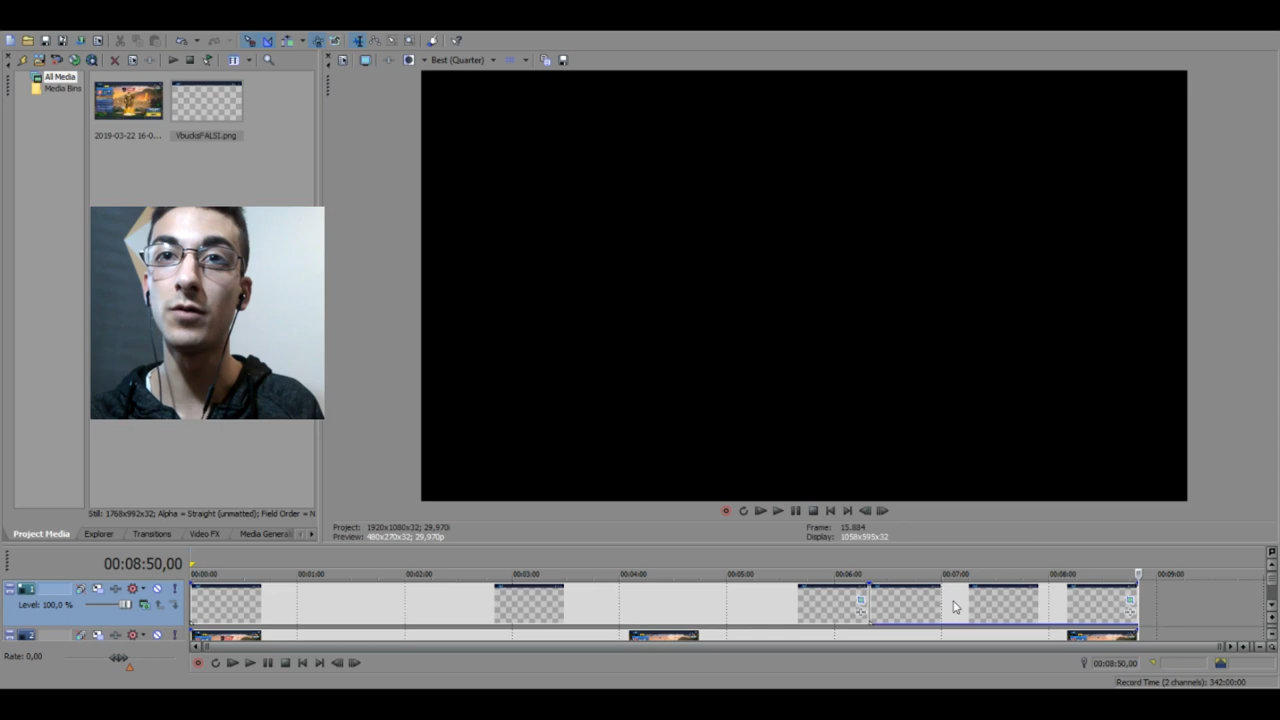 Best (Quarter)
All Media
Media Bins
2019-03-22 16-0...
VbucksFALSI.png
Still: 1768x992x32; Alpha = Straight (unmatted); Field Order = N
Project Media
Explorer
Transitions
Video FX
Media Generat
Project: 1920x1080x32; 29,970i
Preview: 480x270x32; 29,970p
Frame: 15.884
Display: 1058x595x32
00:08:50,00
00:00:00
00:01:00
00:02:00
00:03:00
00:04:00
00:05:00
00:06:00
00:07:00
00:08:00
00:09:00
1
Level: 100,0 %
2
Rate: 0,00
00:08:50,00
Record Time (2 channels): 342:00:00